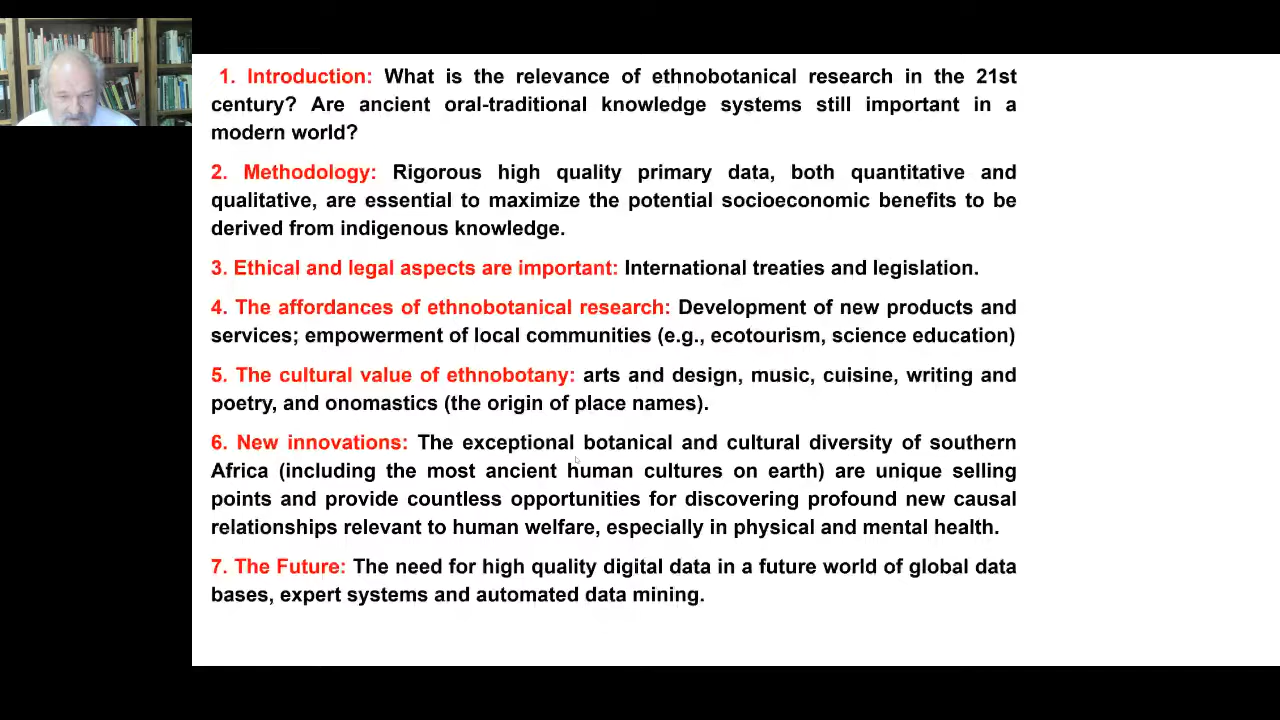 1. Introduction: What is the relevance of ethnobotanical research in the 21st
century? Are ancient oral-traditional knowledge systems still important in a
modern world?
2. Methodology: Rigorous high quality primary data, both quantitative and
qualitative, are essential to maximize the potential socioeconomic benefits to be
derived from indigenous knowledge.
3. Ethical and legal aspects are important: International treaties and legislation.
4. The affordances of ethnobotanical research: Development of new products and
services; empowerment of local communities (e.g., ecotourism, science education)
5. The cultural value of ethnobotany: arts and design, music, cuisine, writing and
poetry, and onomastics (the origin of place names).
6. New innovations: The exceptional botanical and cultural diversity of southern
Africa (including the most ancient human cultures on earth) are unique selling
points and provide countless opportunities for discovering profound new causal
relationships relevant to human welfare, especially in physical and mental health.
7. The Future: The need for high quality digital data in a future world of global data
bases, expert systems and automated data mining.